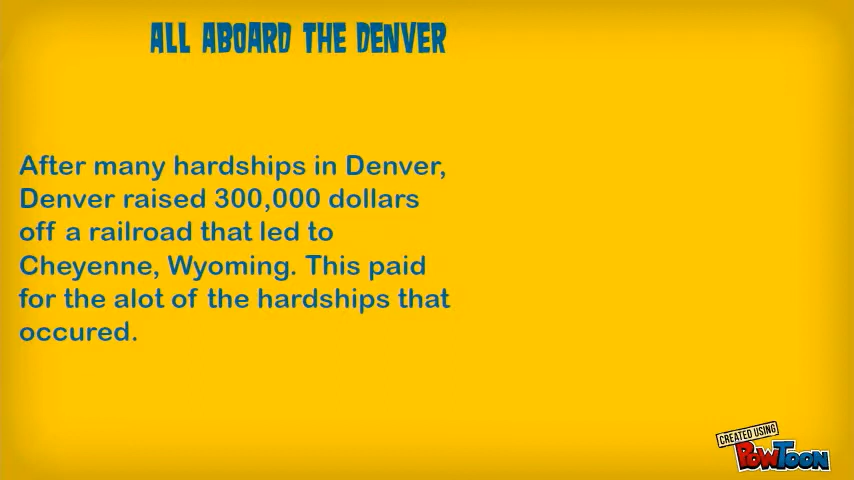 ALL ABOARD THE DENVER
After many hardships in Denver,
Denver raised 300,000 dollars
off a railroad that led to
Cheyenne, Wyoming. This paid
for the alot of the hardships that
occured.
CREATED USING
POWTOON